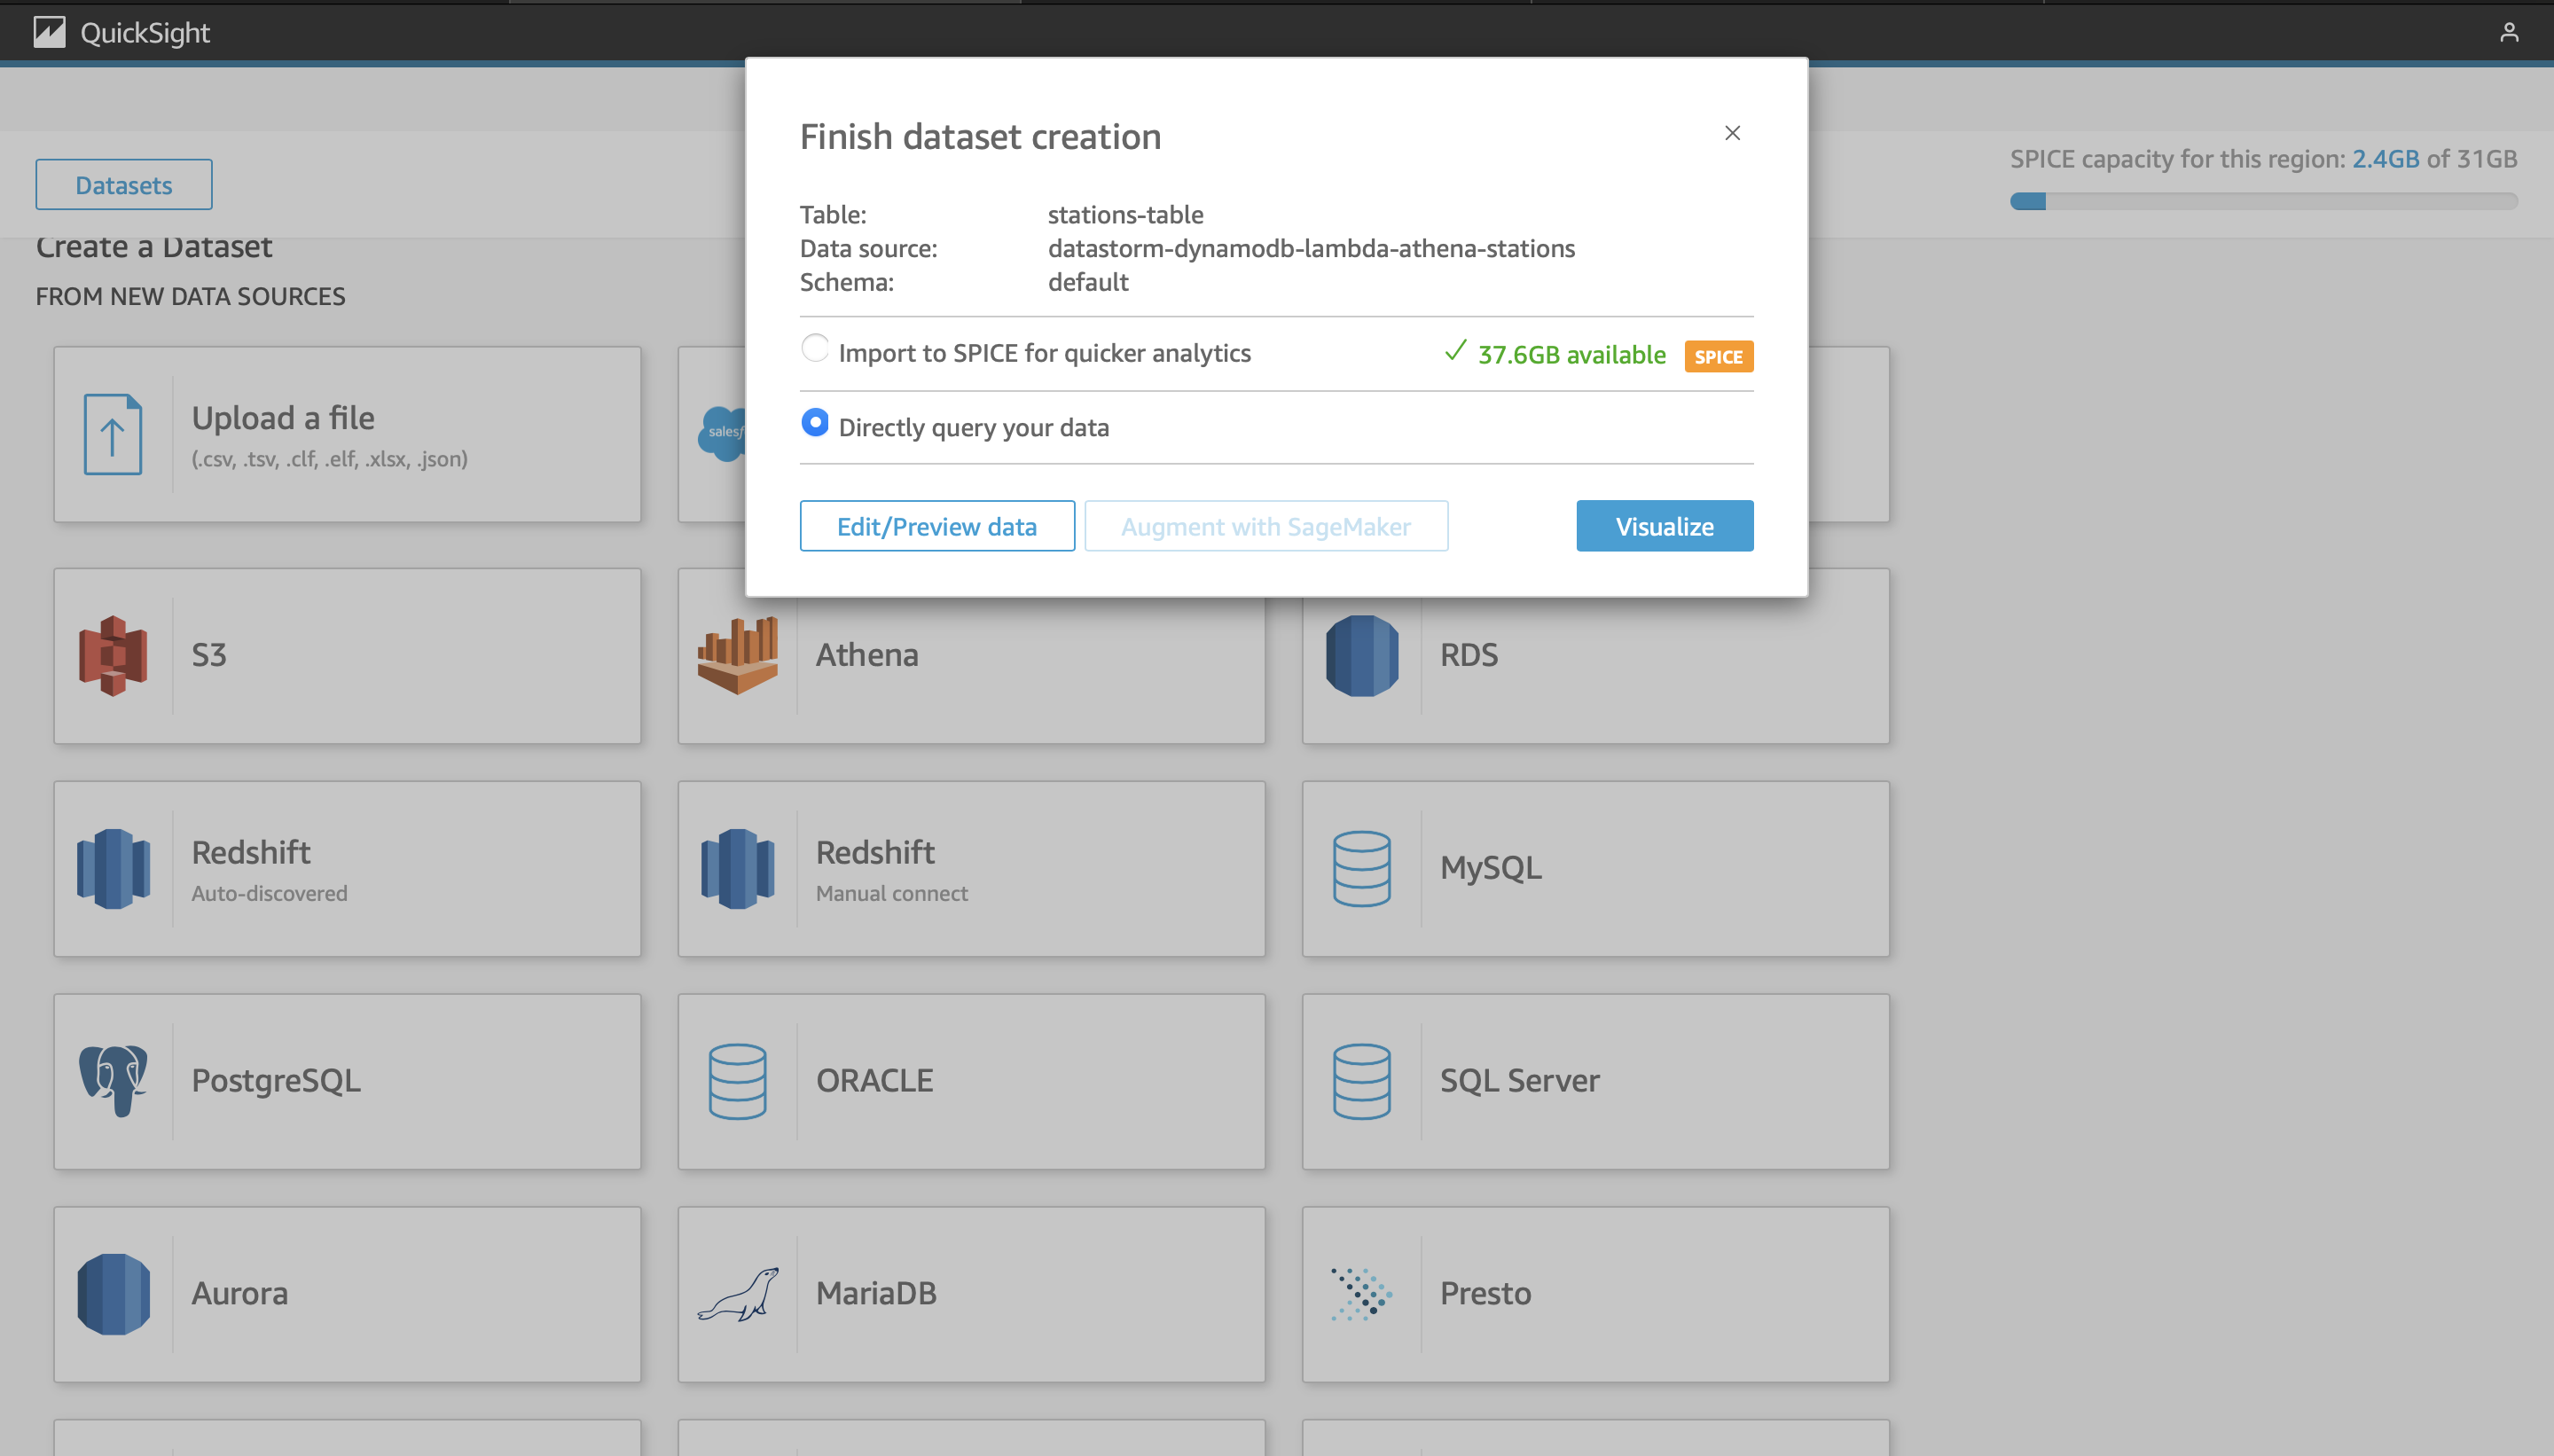 QuickSight
Datasets
SPICE capacity for this region: 2.4GB of 31GB
Create a Dataset
FROM NEW DATA SOURCES
Finish dataset creation
Table: stations-table
Data source: datastorm-dynamodb-lambda-athena-stations
Schema: default
Import to SPICE for quicker analytics 37.6GB available SPICE
Directly query your data
Edit/Preview data Augment with SageMaker Visualize
Upload a file
(.csv, .tsv, .clf, .elf, .xlsx, .json)
S3
Athena
RDS
Redshift
Auto-discovered
Redshift
Manual connect
MySQL
PostgreSQL
ORACLE
SQL Server
Aurora
MariaDB
Presto